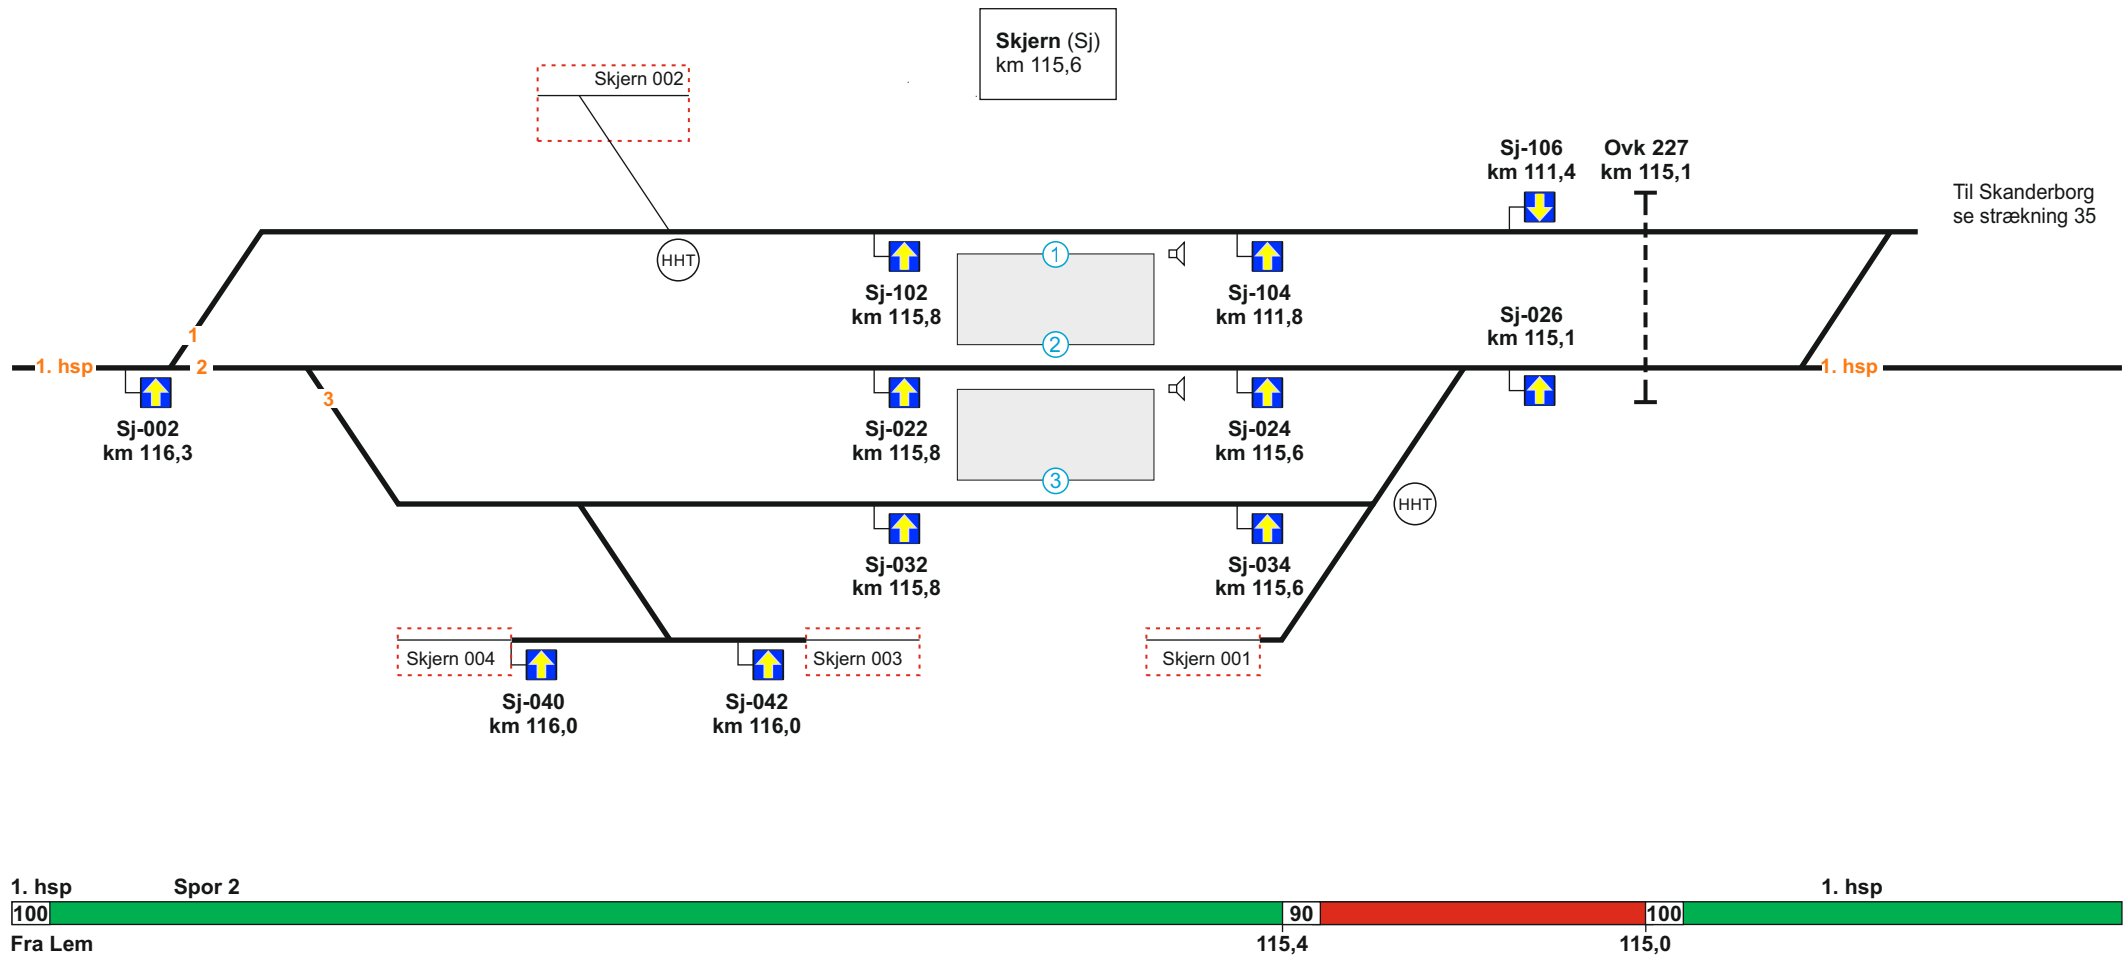 Skjern (Sj)
km 115,6
Skjern 002
Sj-106
km 111,4
Ovk 227
km 115,1
Til Skanderborg
se strækning 35
HHT
1
Sj-102
km 115,8
Sj-104
km 111,8
Sj-026
km 115,1
1
2
1. hsp
2
1. hsp
3
Sj-002
km 116,3
Sj-022
km 115,8
Sj-024
km 115,6
3
HHT
Sj-032
km 115,8
Sj-034
km 115,6
Skjern 004
Skjern 003
Skjern 001
Sj-040
km 116,0
Sj-042
km 116,0
1. hsp
Spor 2
1. hsp
100
90
100
Fra Lem
115,4
115,0